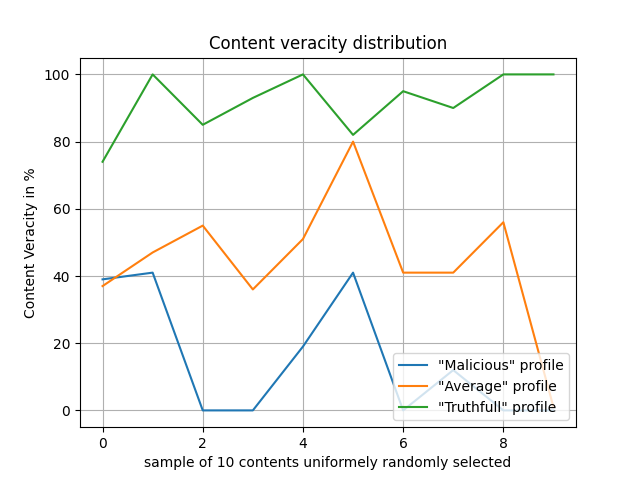 Content veracity distribution
Content Veracity in %
100
80
60
40
20
0
0 2 4 6 8
sample of 10 contents uniformely randomly selected
"Malicious" profile
"Average" profile
"Truthfull" profile